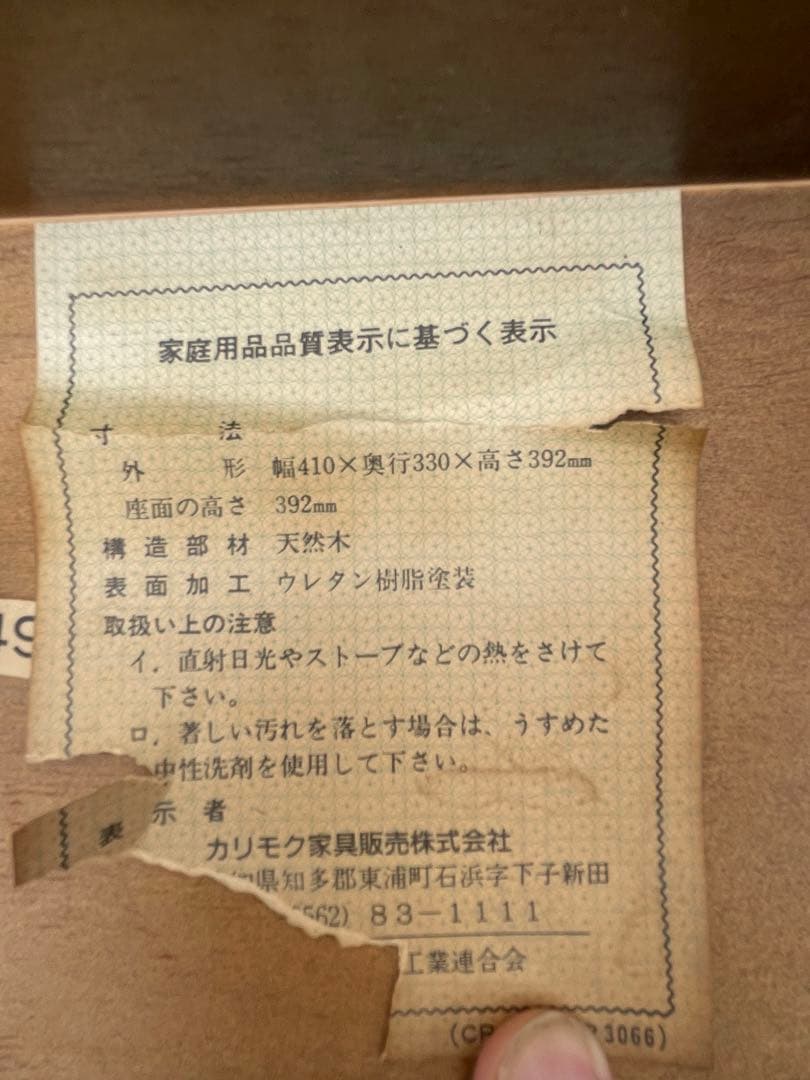 家庭用品品質表示に基づく表示
寸法
外形 幅410×奥行330×高さ392mm
座面の高さ 392mm
構造部材 天然木
表面加工 ウレタン樹脂塗装
取扱い上の注意
イ．直射日光やストーブなどの熱をさけて
下さい。
ロ．著しい汚れを落とす場合は、うすめた
中性洗剤を使用して下さい。
表示者
カリモク家具販売株式会社
県知多郡東浦町石浜字下子新田
562) 83-1111
工業連合会
3066)
49